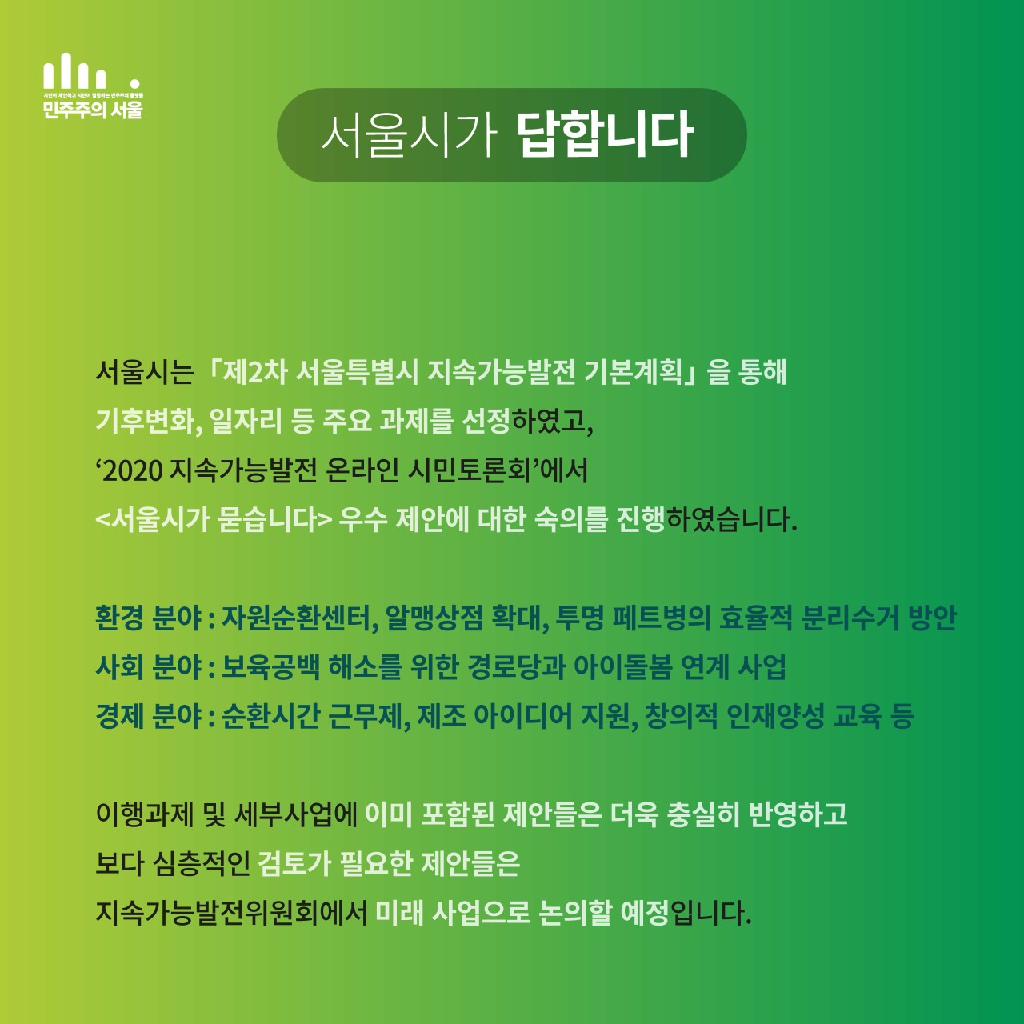 민주주의 서울
서울시가 답합니다
서울시는 「제2차 서울특별시 지속가능발전 기본계획」 을 통해
기후변화, 일자리 등 주요 과제를 선정하였고,
‘2020 지속가능발전 온라인 시민토론회’에서
<서울시가 묻습니다> 우수 제안에 대한 숙의를 진행하였습니다.
환경 분야 : 자원순환센터, 알맹상점 확대, 투명 페트병의 효율적 분리수거 방안
사회 분야 : 보육공백 해소를 위한 경로당과 아이돌봄 연계 사업
경제 분야 : 순환시간 근무제, 제조 아이디어 지원, 창의적 인재양성 교육 등
이행과제 및 세부사업에 이미 포함된 제안들은 더욱 충실히 반영하고
보다 심층적인 검토가 필요한 제안들은
지속가능발전위원회에서 미래 사업으로 논의할 예정입니다.